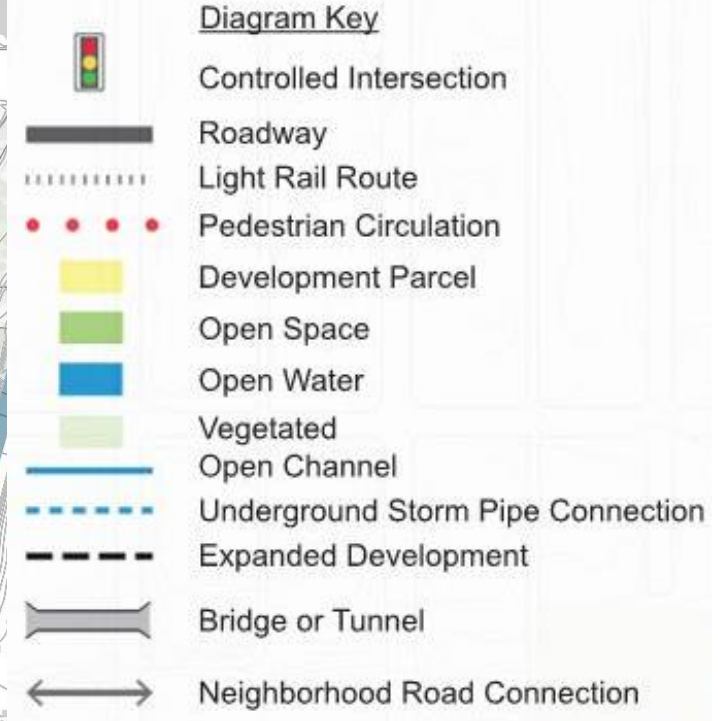 Diagram Key
Controlled Intersection
Roadway
Light Rail Route
Pedestrian Circulation
Development Parcel
Open Space
Open Water
Vegetated
Open Channel
Underground Storm Pipe Connection
Expanded Development
Bridge or Tunnel
Neighborhood Road Connection